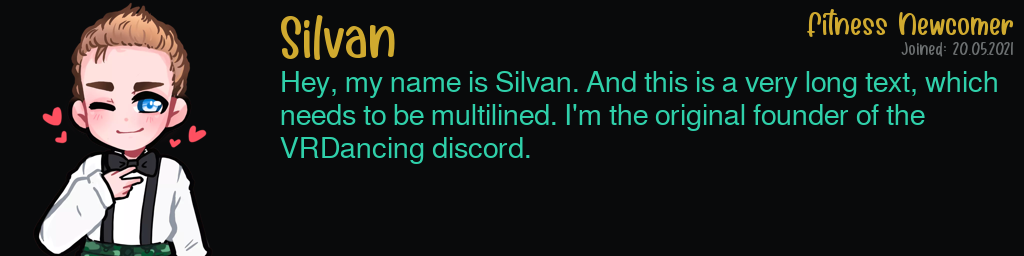 Silvan
Fitness Newcomer
Joined: 20.05.2021
Hey, my name is Silvan. And this is a very long text, which
needs to be multilined. I'm the original founder of the
VRDancing discord.